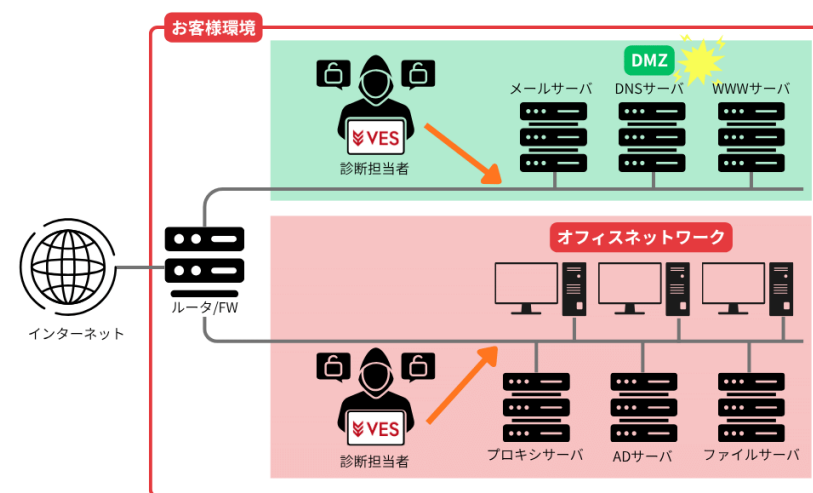 お客様環境
DMZ
メールサーバ
DNSサーバ
WWWサーバ
VES
診断担当者
オフィスネットワーク
ルータ/FW
インターネット
VES
診断担当者
プロキシサーバ
ADサーバ
ファイルサーバ